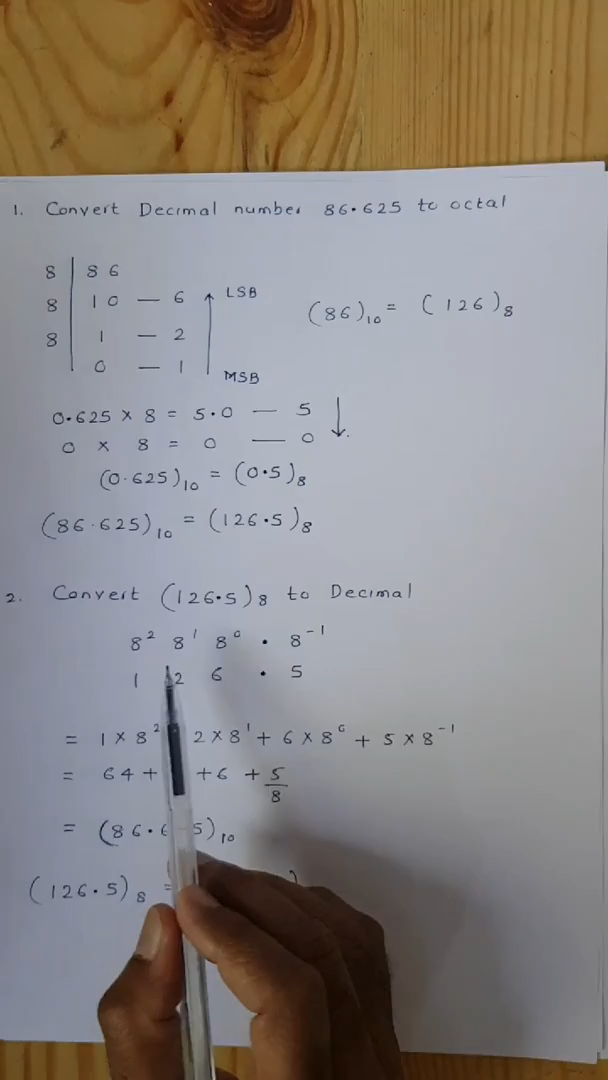 1. Convert Decimal number 86.625 to octal
8 | 86
8 | 10 — 6 ↑ LSB
(86)₁₀ = (126)₈
8 | 1 — 2
0 — 1 MSB
0.625 × 8 = 5.0 — 5 ↓
0 × 8 = 0 — 0
(0.625)₁₀ = (0.5)₈
(86.625)₁₀ = (126.5)₈
2. Convert (126.5)₈ to Decimal
8² 8¹ 8⁰ . 8⁻¹
1 2 6 . 5
= 1 × 8² 2 × 8¹ + 6 × 8⁰ + 5 × 8⁻¹
= 64 + + 6 + 5/8
= (86. 5)₁₀
(126.5)₈ = )